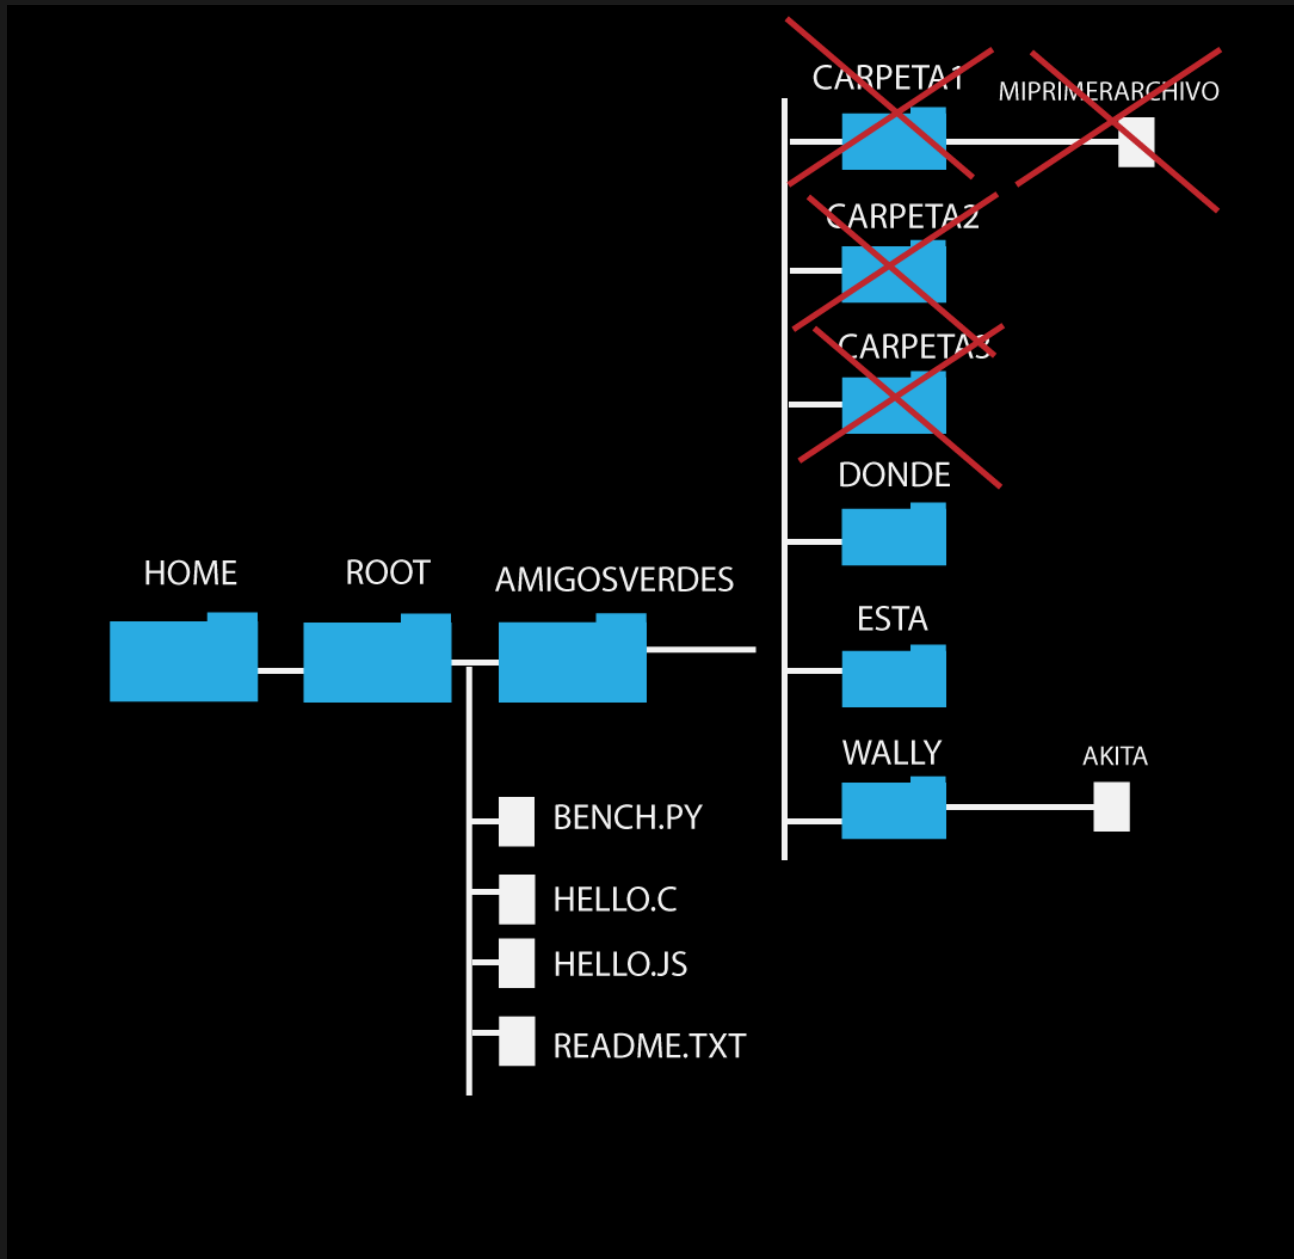 CARPETA1
MIPRIMERARCHIVO
CARPETA2
CARPETA3
DONDE
HOME
ROOT
AMIGOSVERDES
ESTA
WALLY
AKITA
BENCH.PY
HELLO.C
HELLO.JS
README.TXT